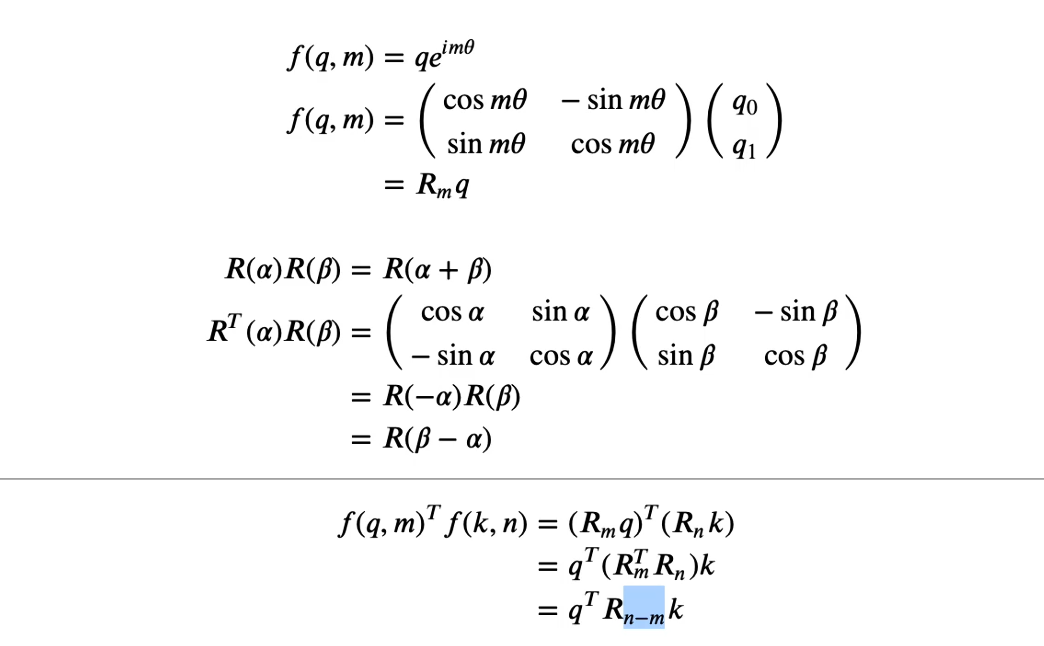 f(q, m) = qe^{imθ}
f(q, m) = ( cos mθ  − sin mθ ; sin mθ  cos mθ ) ( q_0 ; q_1 )
= R_m q
R(α)R(β) = R(α + β)
R^T(α)R(β) = ( cos α  sin α ; − sin α  cos α ) ( cos β  − sin β ; sin β  cos β )
= R(−α)R(β)
= R(β − α)
f(q, m)^T f(k, n) = (R_m q)^T (R_n k)
= q^T (R_m^T R_n)k
= q^T R_{n−m} k